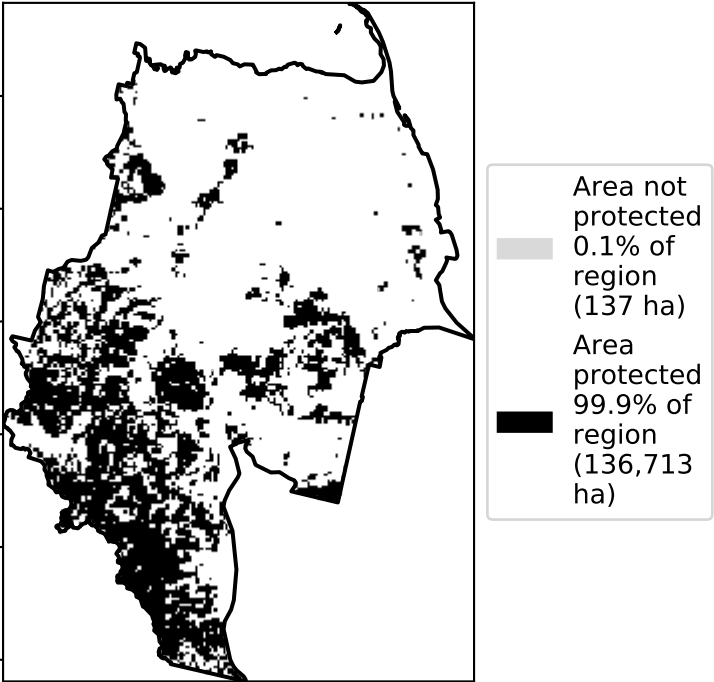 Area not
protected
0.1% of
region
(137 ha)
Area
protected
99.9% of
region
(136,713
ha)